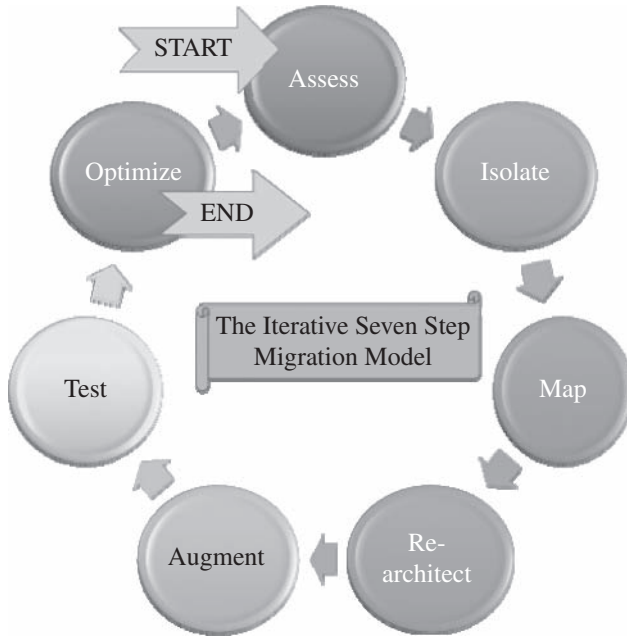 START
Assess
Isolate
Map
Re-
architect
Augment
Test
Optimize
END
The Iterative Seven Step
Migration Model